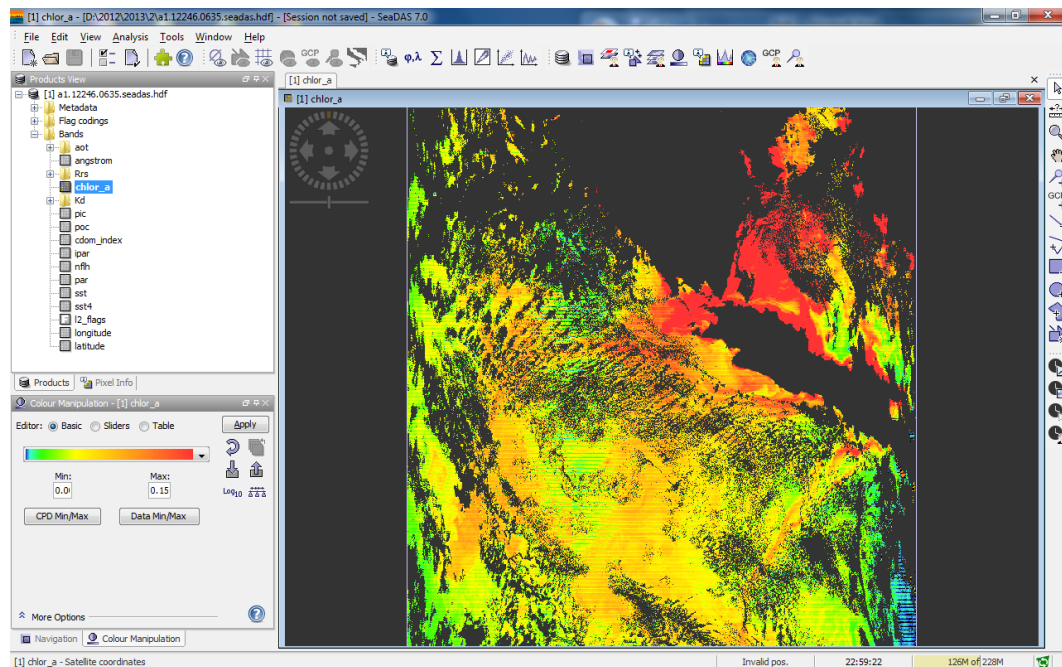 [1] chlor_a - [D:\2012\2013\2\a1.12246.0635.seadas.hdf] - [Session not saved] - SeaDAS 7.0
File Edit View Analysis Tools Window Help
GCP φ,λ Σ GCP
Products View
[1] chlor_a
[1] a1.12246.0635.seadas.hdf
[1] chlor_a
Metadata
Flag codings
Bands
aot
angstrom
Rrs
chlor_a
Kd
pic
poc
cdom_index
ipar
nflh
par
sst
sst4
l2_flags
longitude
latitude
GCP
Products Pixel Info
Colour Manipulation - [1] chlor_a
Editor: Basic Sliders Table Apply
Min: Max:
0.0 0.15
Log10
CPD Min/Max Data Min/Max
More Options
Navigation Colour Manipulation
[1] chlor_a - Satellite coordinates Invalid pos. 22:59:22 126M of 228M